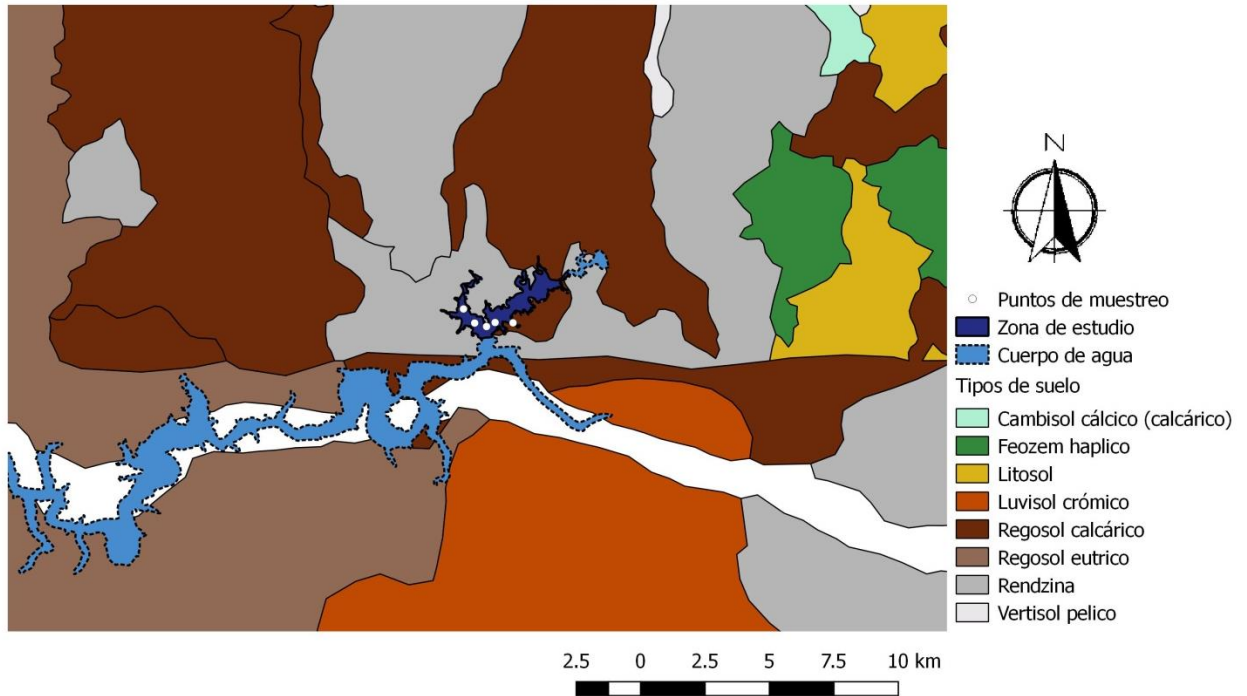 N
Puntos de muestreo
Zona de estudio
Cuerpo de agua
Tipos de suelo
Cambisol cálcico (calcárico)
Feozem haplico
Litosol
Luvisol crómico
Regosol calcárico
Regosol eutrico
Rendzina
Vertisol pelico
2.5 0 2.5 5 7.5 10 km